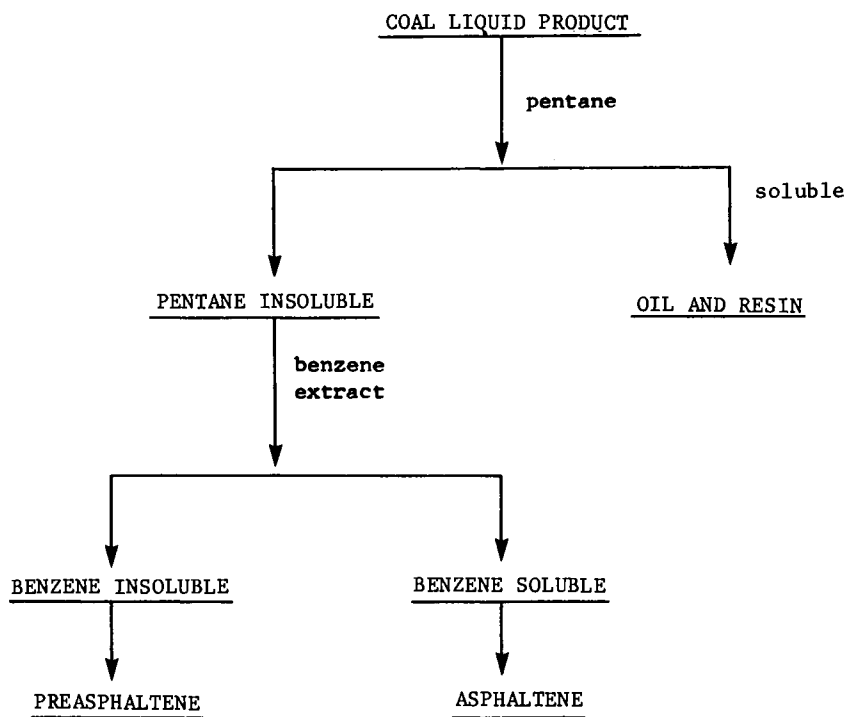 COAL LIQUID PRODUCT
pentane
soluble
PENTANE INSOLUBLE
OIL AND RESIN
benzene
extract
BENZENE INSOLUBLE
BENZENE SOLUBLE
PREASPHALTENE
ASPHALTENE